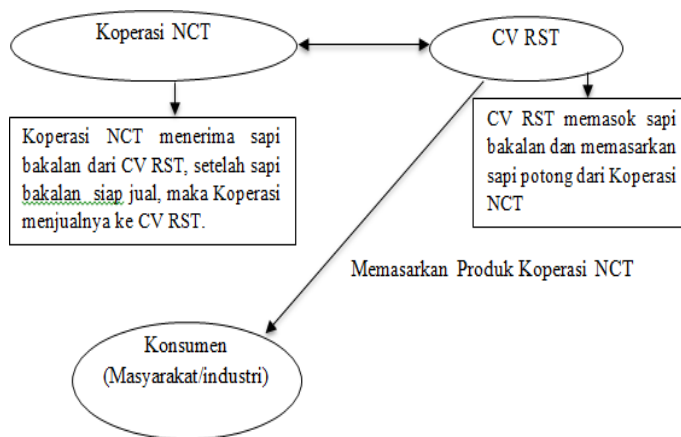 Koperasi NCT
CV RST
Koperasi NCT menerima sapi
bakalan dari CV RST, setelah sapi
bakalan siap jual, maka Koperasi
menjualnya ke CV RST.
CV RST memasok sapi
bakalan dan memasarkan
sapi potong dari Koperasi
NCT
Memasarkan Produk Koperasi NCT
Konsumen
(Masyarakat/industri)